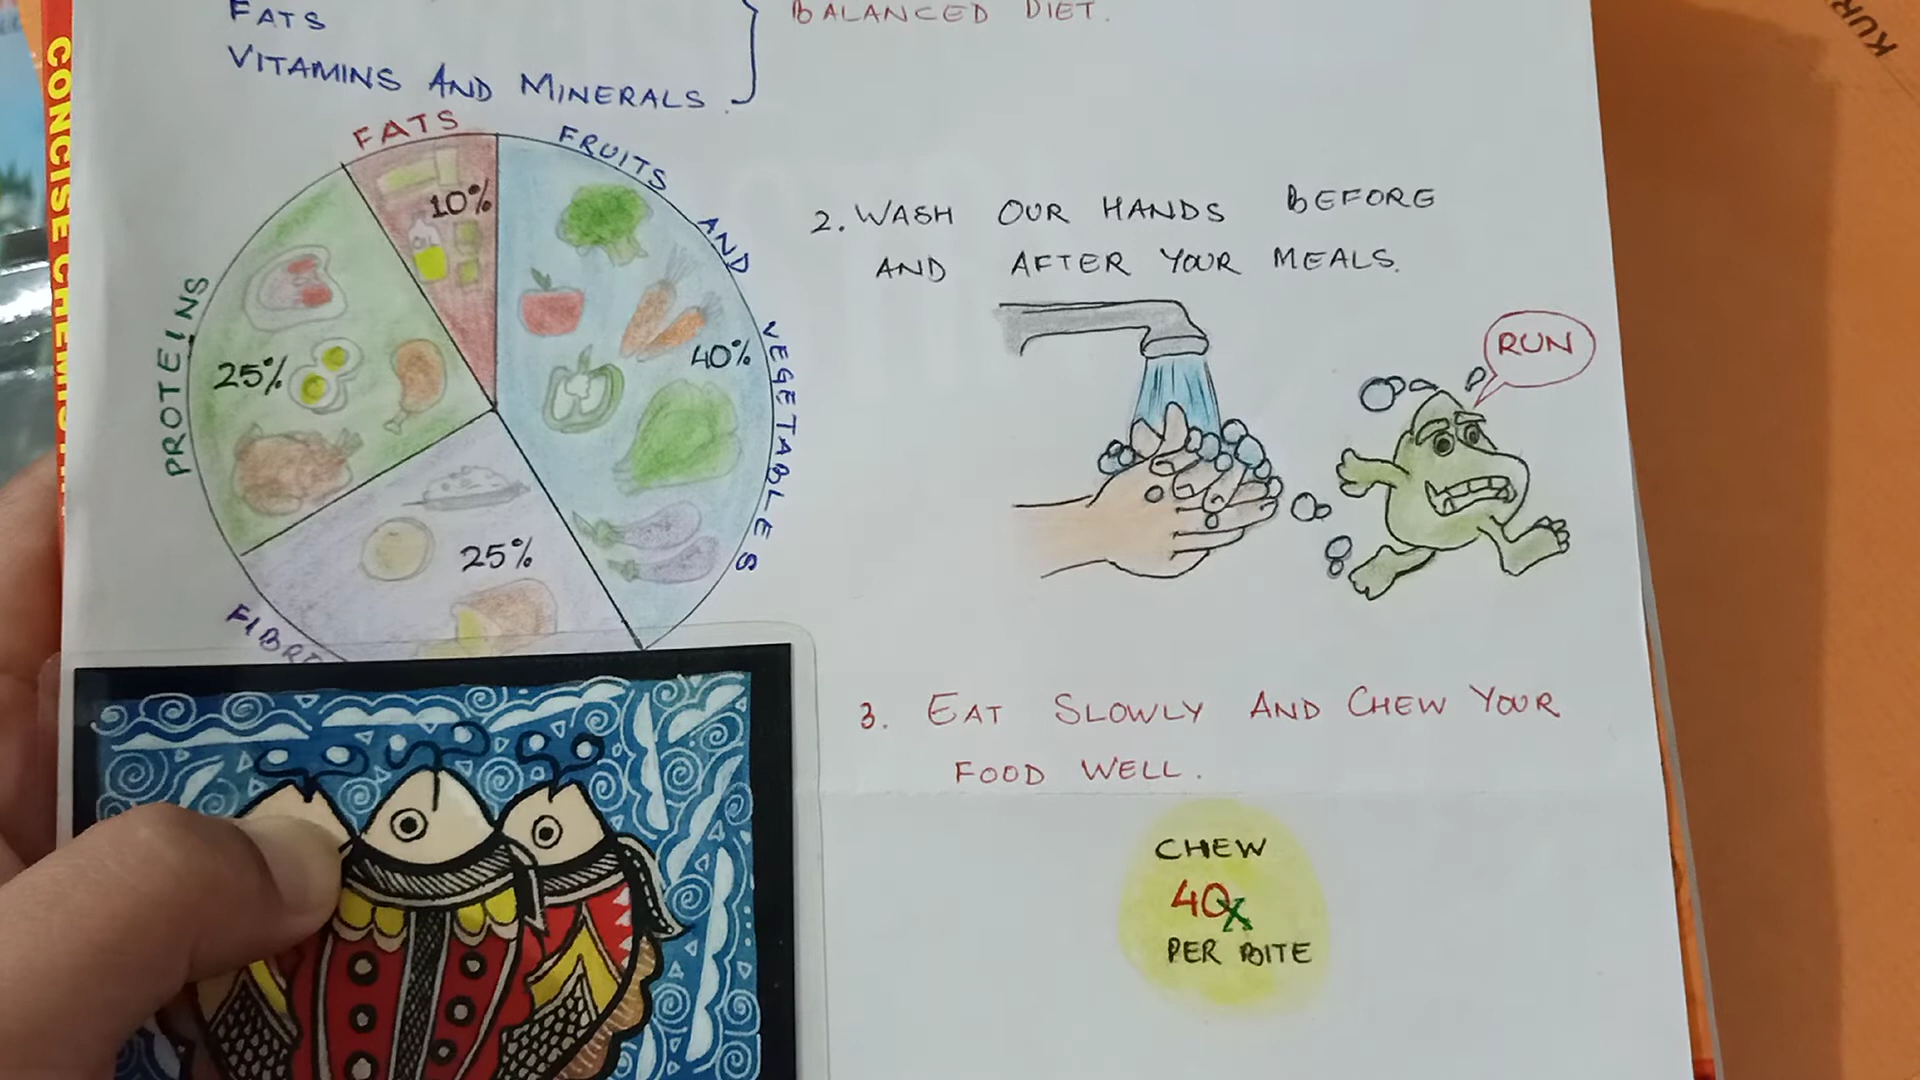 FATS
VITAMINS AND MINERALS.
BALANCED DIET.
FATS
10%
OIL
FRUITS AND VEGETABLES
40%
PROTEINS
25%
25%
2. WASH OUR HANDS BEFORE
AND AFTER YOUR MEALS.
RUN
3. EAT SLOWLY AND CHEW YOUR
FOOD WELL.
CHEW
40X
PER BITE
CONCISE
KUR